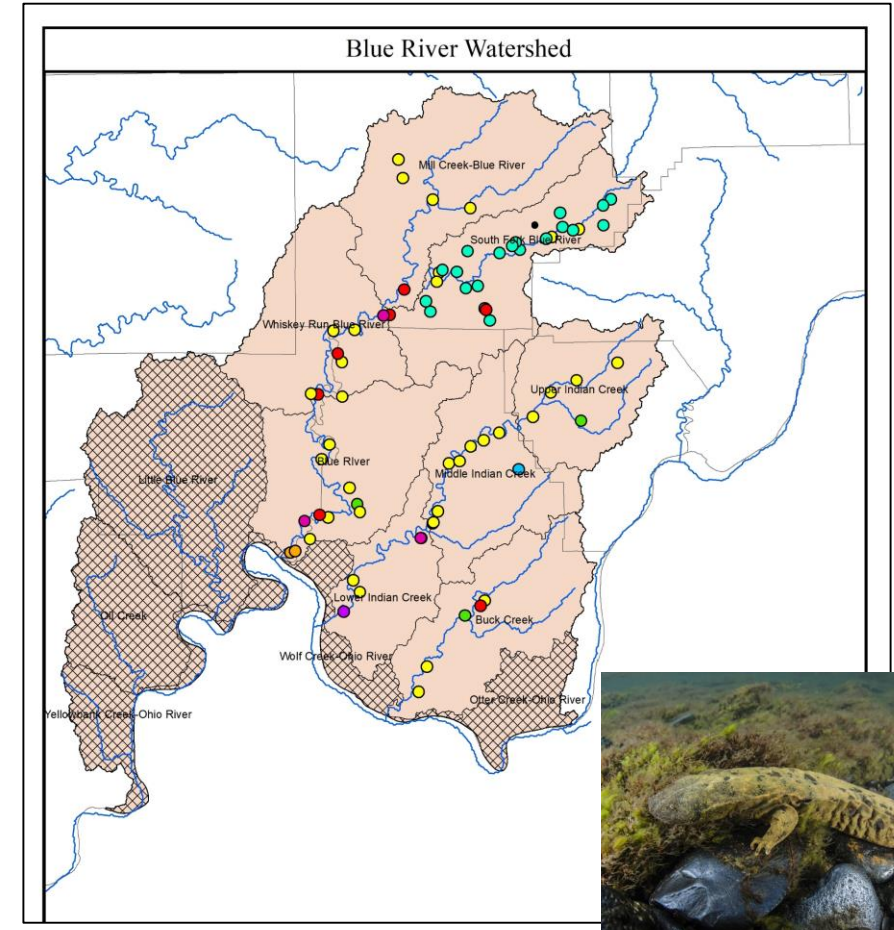 Blue River Watershed
Mill Creek-Blue River
South Fork Blue River
Whiskey Run-Blue River
Upper Indian Creek
Blue River
Middle Indian Creek
Little Blue River
Lower Indian Creek
Oil Creek
Buck Creek
Wolf Creek-Ohio River
Otter Creek-Ohio River
Yellowbank Creek-Ohio River